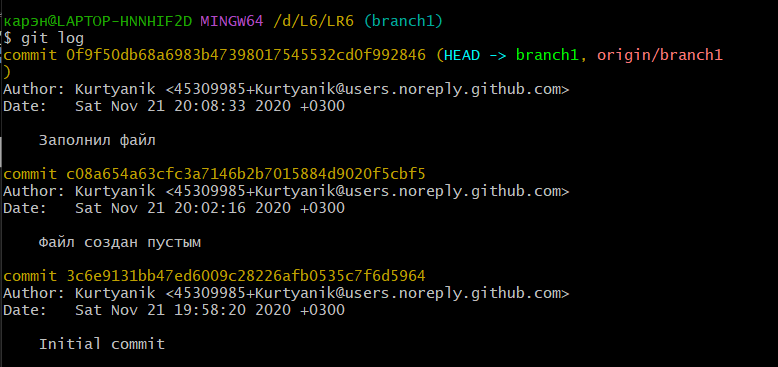 карэн@LAPTOP-HNNHIF2D MINGW64 /d/L6/LR6 (branch1)
$ git log
commit 0f9f50db68a6983b47398017545532cd0f992846 (HEAD -> branch1, origin/branch1
)
Author: Kurtyanik <45309985+Kurtyanik@users.noreply.github.com>
Date:   Sat Nov 21 20:08:33 2020 +0300
    Заполнил файл
commit c08a654a63cfc3a7146b2b7015884d9020f5cbf5
Author: Kurtyanik <45309985+Kurtyanik@users.noreply.github.com>
Date:   Sat Nov 21 20:02:16 2020 +0300
    Файл создан пустым
commit 3c6e9131bb47ed6009c28226afb0535c7f6d5964
Author: Kurtyanik <45309985+Kurtyanik@users.noreply.github.com>
Date:   Sat Nov 21 19:58:20 2020 +0300
    Initial commit